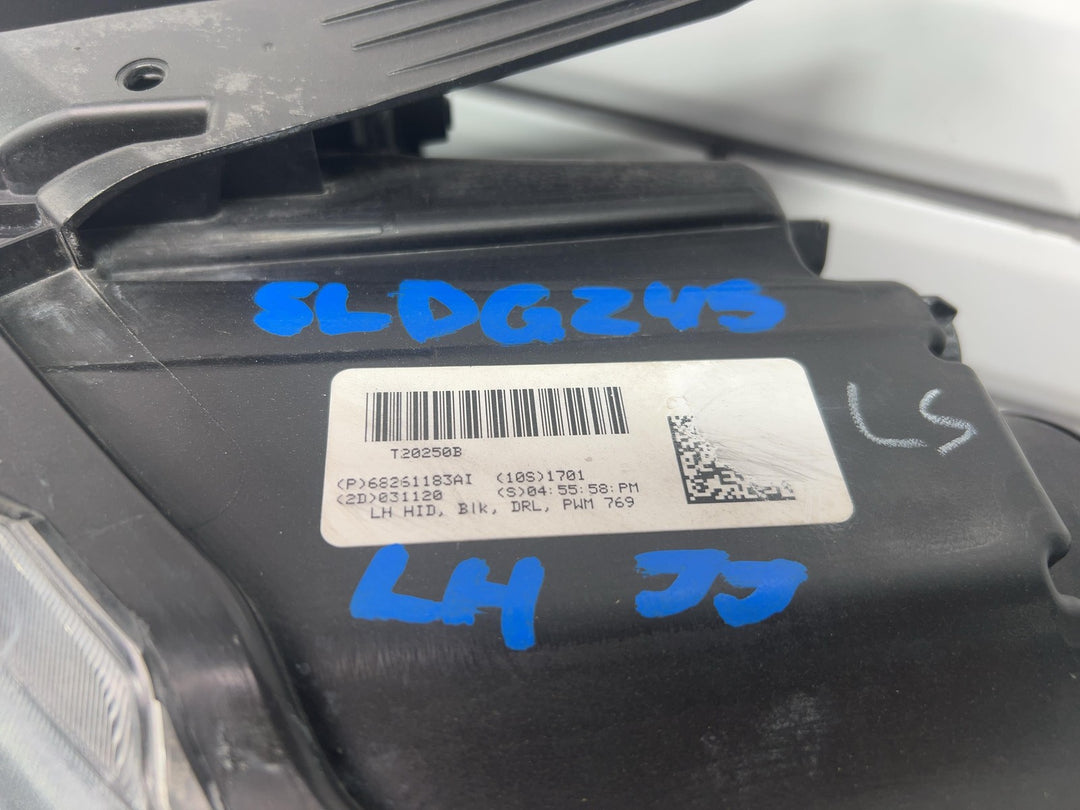 SLDG245
T20250B
(P)68261183AI (10S)1701
(2D)031120 (S)04:55:58:PM
LH HID, Blk, DRL, PWM 769
LS
LH JJ